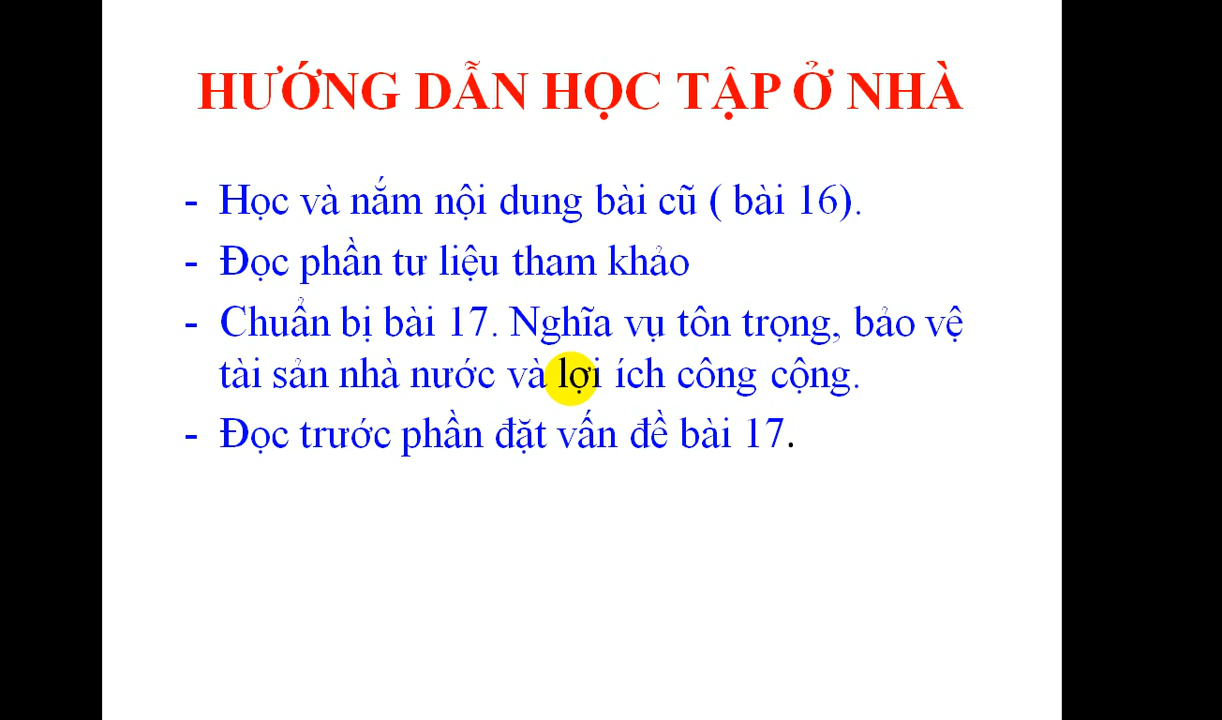 HƯỚNG DẪN HỌC TẬP Ở NHÀ
- Học và nắm nội dung bài cũ ( bài 16).
- Đọc phần tư liệu tham khảo
- Chuẩn bị bài 17. Nghĩa vụ tôn trọng, bảo vệ
tài sản nhà nước và lợi ích công cộng.
- Đọc trước phần đặt vấn đề bài 17.